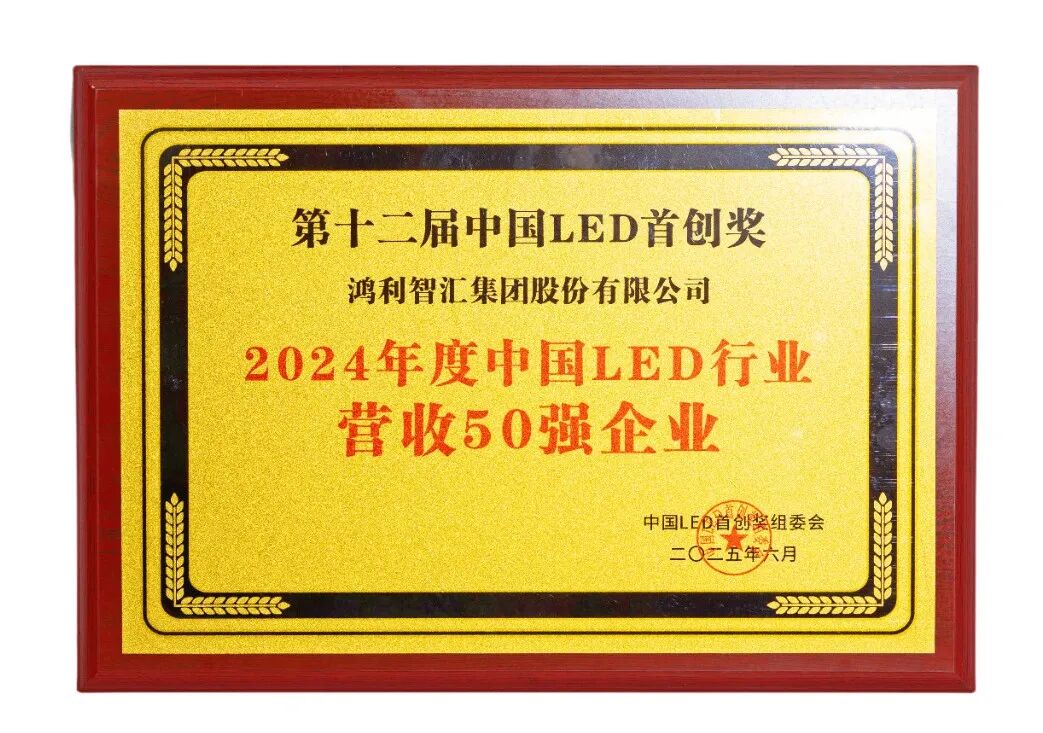 第十二届中国LED首创奖
鸿利智汇集团股份有限公司
2024年度中国LED行业
营收50强企业
中国LED首创奖组委会
二〇二五年六月